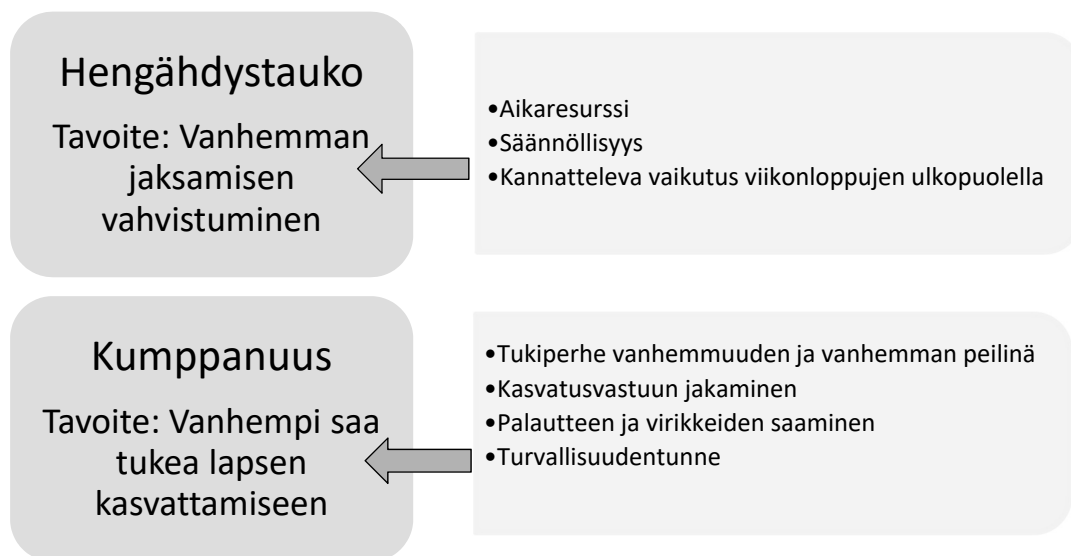 Hengähdystauko
Tavoite: Vanhemman
jaksamisen
vahvistuminen
•Aikaresurssi
•Säännöllisyys
•Kannatteleva vaikutus viikonloppujen ulkopuolella
Kumppanuus
Tavoite: Vanhempi saa
tukea lapsen
kasvattamiseen
•Tukiperhe vanhemmuuden ja vanhemman peilinä
•Kasvatusvastuun jakaminen
•Palautteen ja virikkeiden saaminen
•Turvallisuudentunne